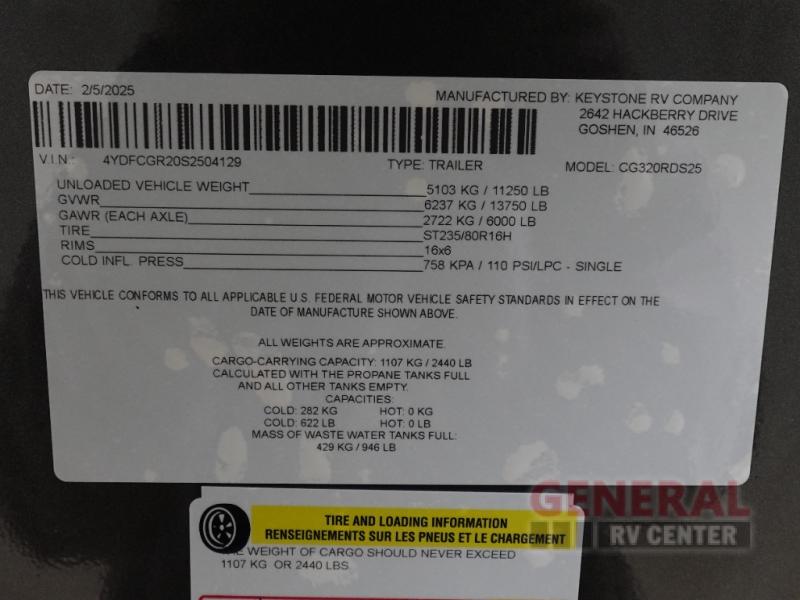 DATE: 2/5/2025
MANUFACTURED BY: KEYSTONE RV COMPANY
2642 HACKBERRY DRIVE
GOSHEN, IN 46526
V.I.N.: 4YDFCGR20S2504129 TYPE: TRAILER MODEL: CG320RDS25
UNLOADED VEHICLE WEIGHT 5103 KG / 11250 LB
GVWR 6237 KG / 13750 LB
GAWR (EACH AXLE) 2722 KG / 6000 LB
TIRE ST235/80R16H
RIMS 16x6
COLD INFL. PRESS 758 KPA / 110 PSI/LPC - SINGLE
THIS VEHICLE CONFORMS TO ALL APPLICABLE U.S. FEDERAL MOTOR VEHICLE SAFETY STANDARDS IN EFFECT ON THE
DATE OF MANUFACTURE SHOWN ABOVE.
ALL WEIGHTS ARE APPROXIMATE.
CARGO-CARRYING CAPACITY: 1107 KG / 2440 LB
CALCULATED WITH THE PROPANE TANKS FULL
AND ALL OTHER TANKS EMPTY.
CAPACITIES:
COLD: 282 KG HOT: 0 KG
COLD: 622 LB HOT: 0 LB
MASS OF WASTE WATER TANKS FULL:
429 KG / 946 LB
GENERAL
RV CENTER
TIRE AND LOADING INFORMATION
RENSEIGNEMENTS SUR LES PNEUS ET LE CHARGEMENT
WEIGHT OF CARGO SHOULD NEVER EXCEED
1107 KG OR 2440 LBS